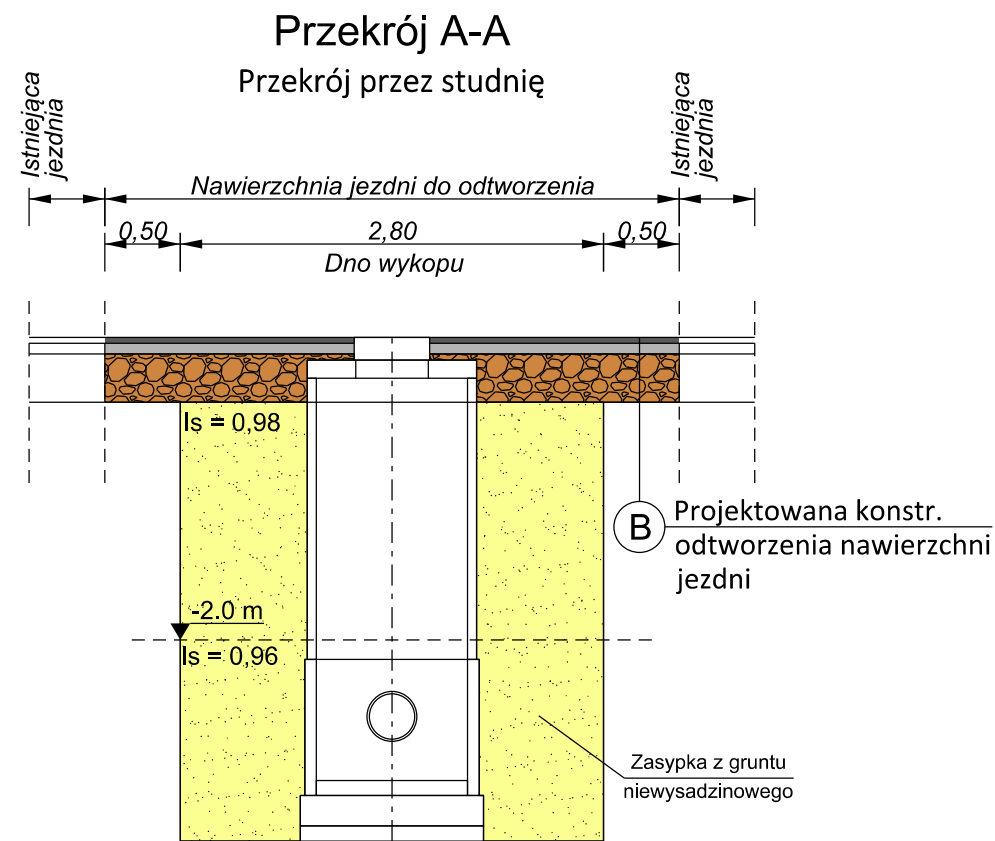 Przekrój A-A
Przekrój przez studnię
Istniejąca
jezdnia
Istniejąca
jezdnia
Nawierzchnia jezdni do odtworzenia
0,50
2,80
0,50
Dno wykopu
Is = 0,98
B
Projektowana konstr.
odtworzenia nawierzchni
jezdni
-2.0 m
Is = 0,96
Zasypka z gruntu
niewysadzinowego